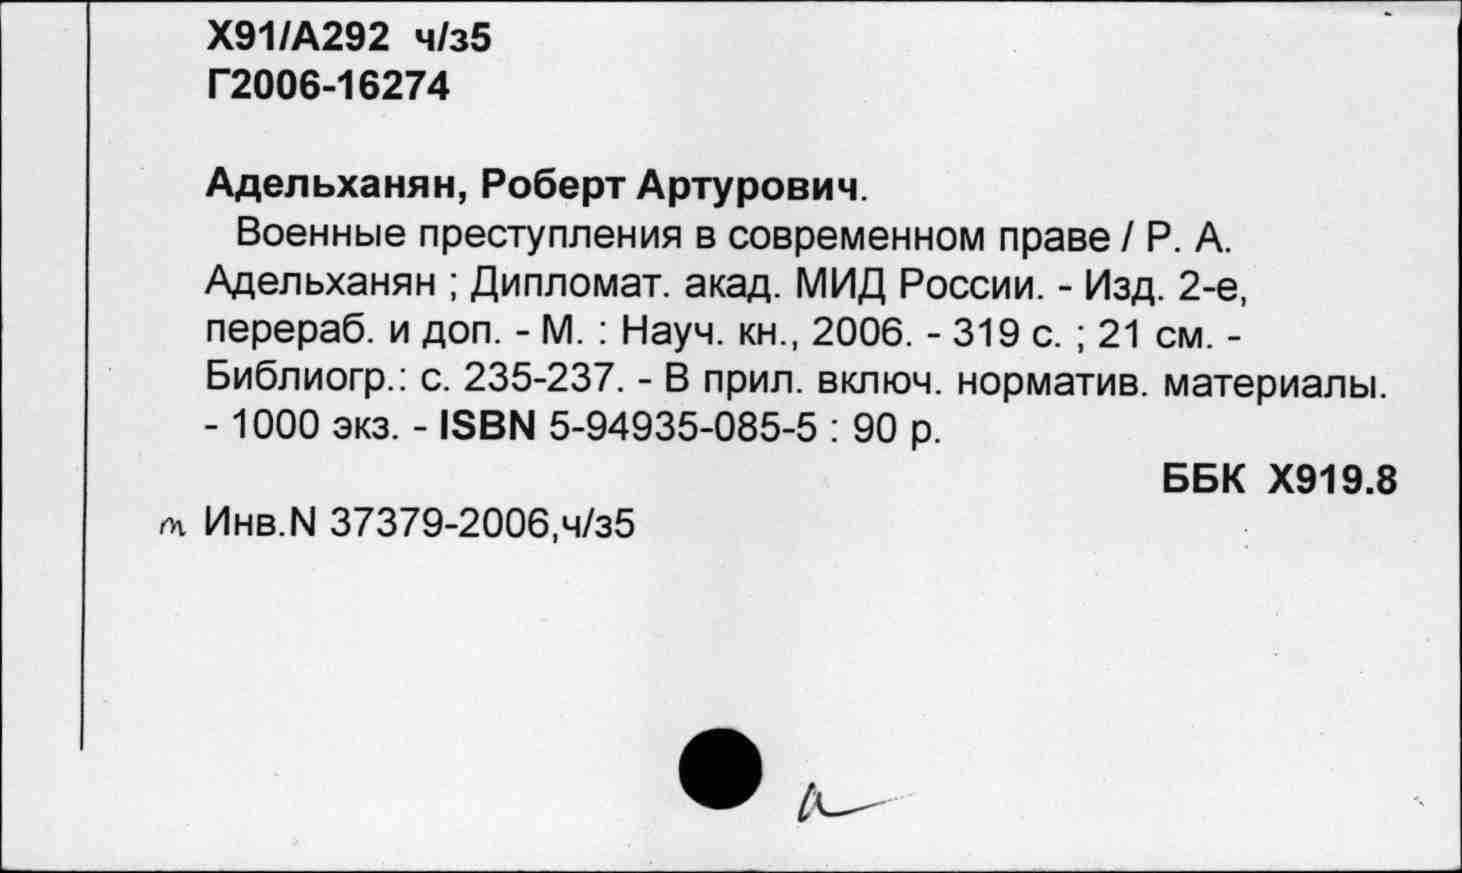 Х91/А292 ч/з5
Г2006-16274
Адельханян, Роберт Артурович.
Военные преступления в современном праве / Р. А.
Адельханян ; Дипломат. акад. МИД России. - Изд. 2-е,
перераб. и доп. - М. : Науч. кн., 2006. - 319 с. ; 21 см. -
Библиогр.: с. 235-237. - В прил. включ. норматив. материалы.
- 1000 экз. - ISBN 5-94935-085-5 : 90 р.
ББК Х919.8
Инв.N 37379-2006,ч/з5